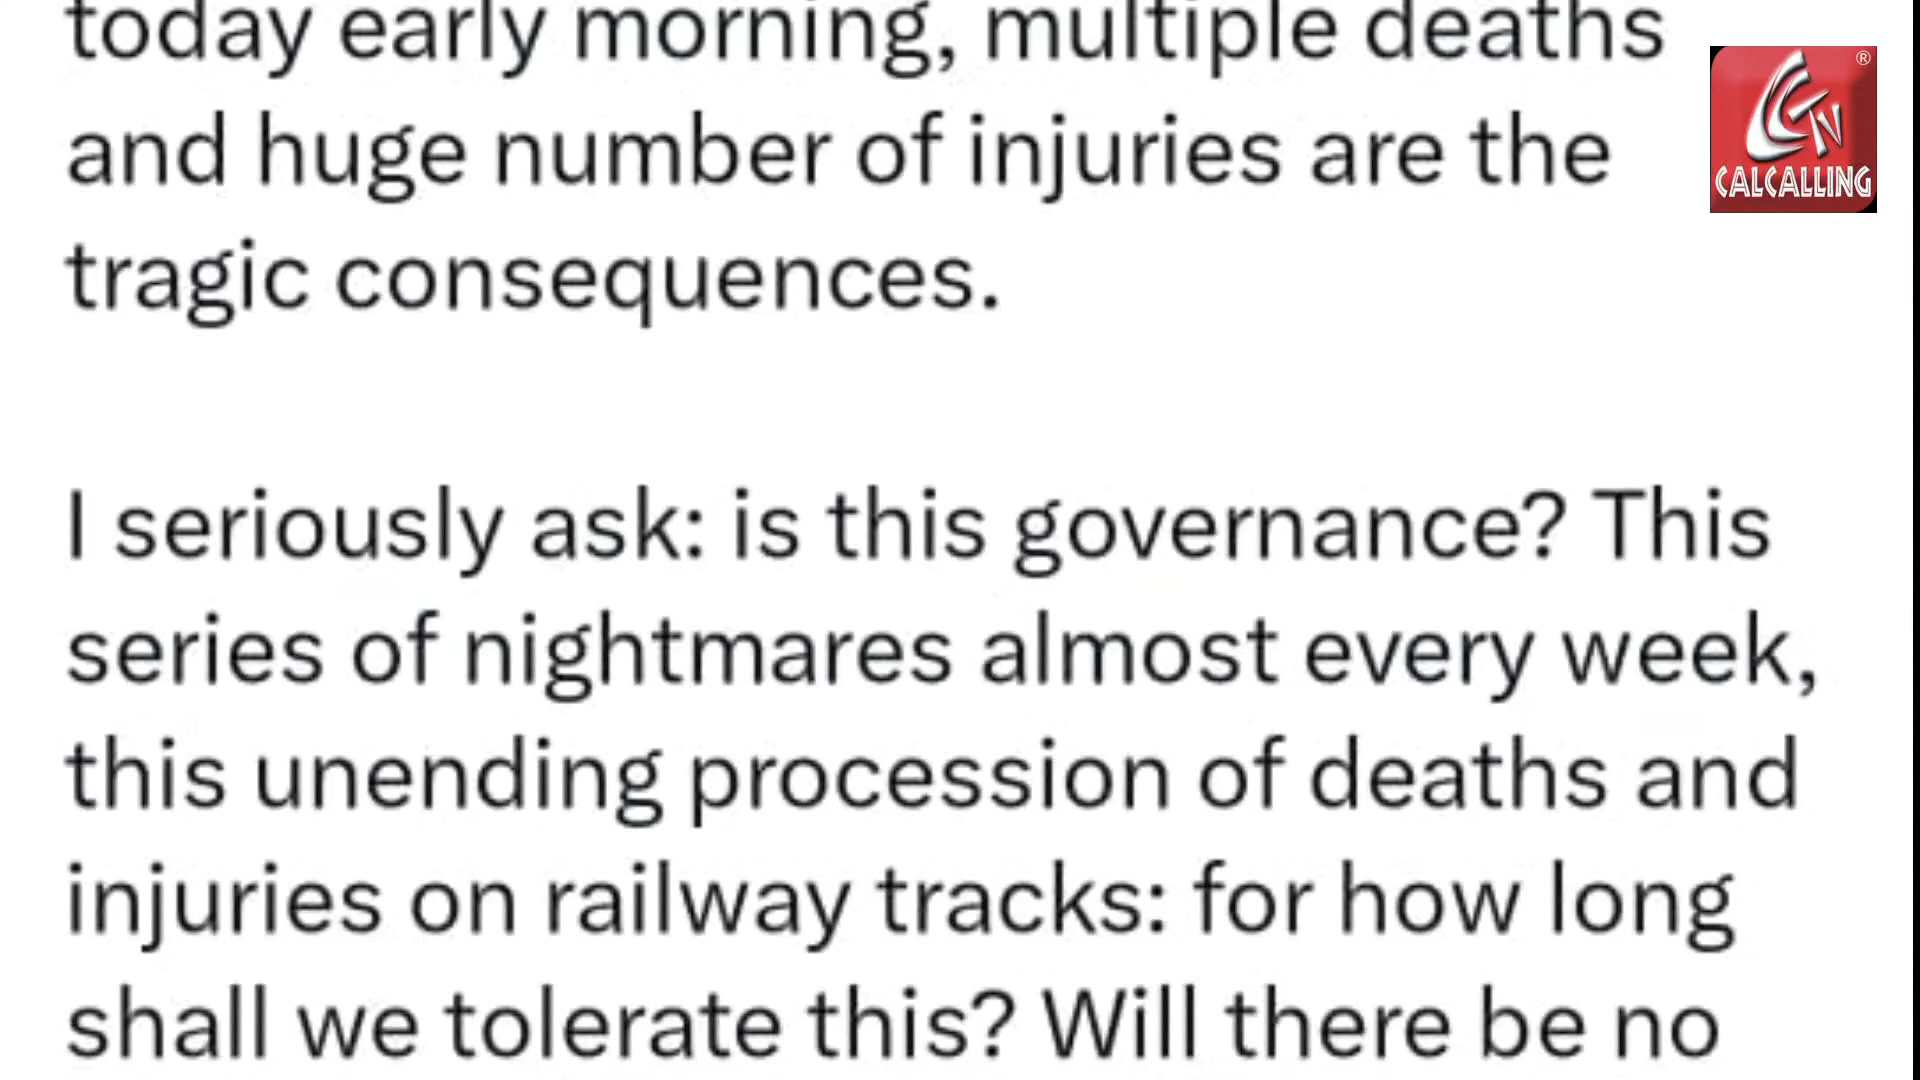 today early morning, multiple deaths
and huge number of injuries are the
tragic consequences.
I seriously ask: is this governance? This
series of nightmares almost every week,
this unending procession of deaths and
injuries on railway tracks: for how long
shall we tolerate this? Will there be no
®
CTN
CALCALLING